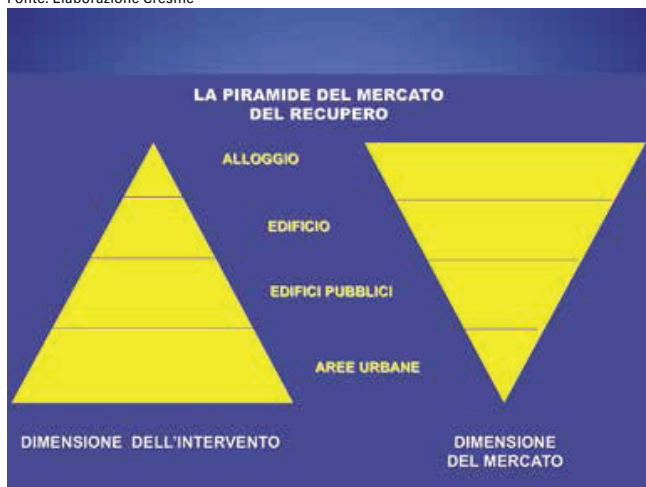 Fonte: Elaborazione Cresme
LA PIRAMIDE DEL MERCATO
DEL RECUPERO
ALLOGGIO
EDIFICIO
EDIFICI PUBBLICI
AREE URBANE
DIMENSIONE DELL'INTERVENTO
DIMENSIONE
DEL MERCATO